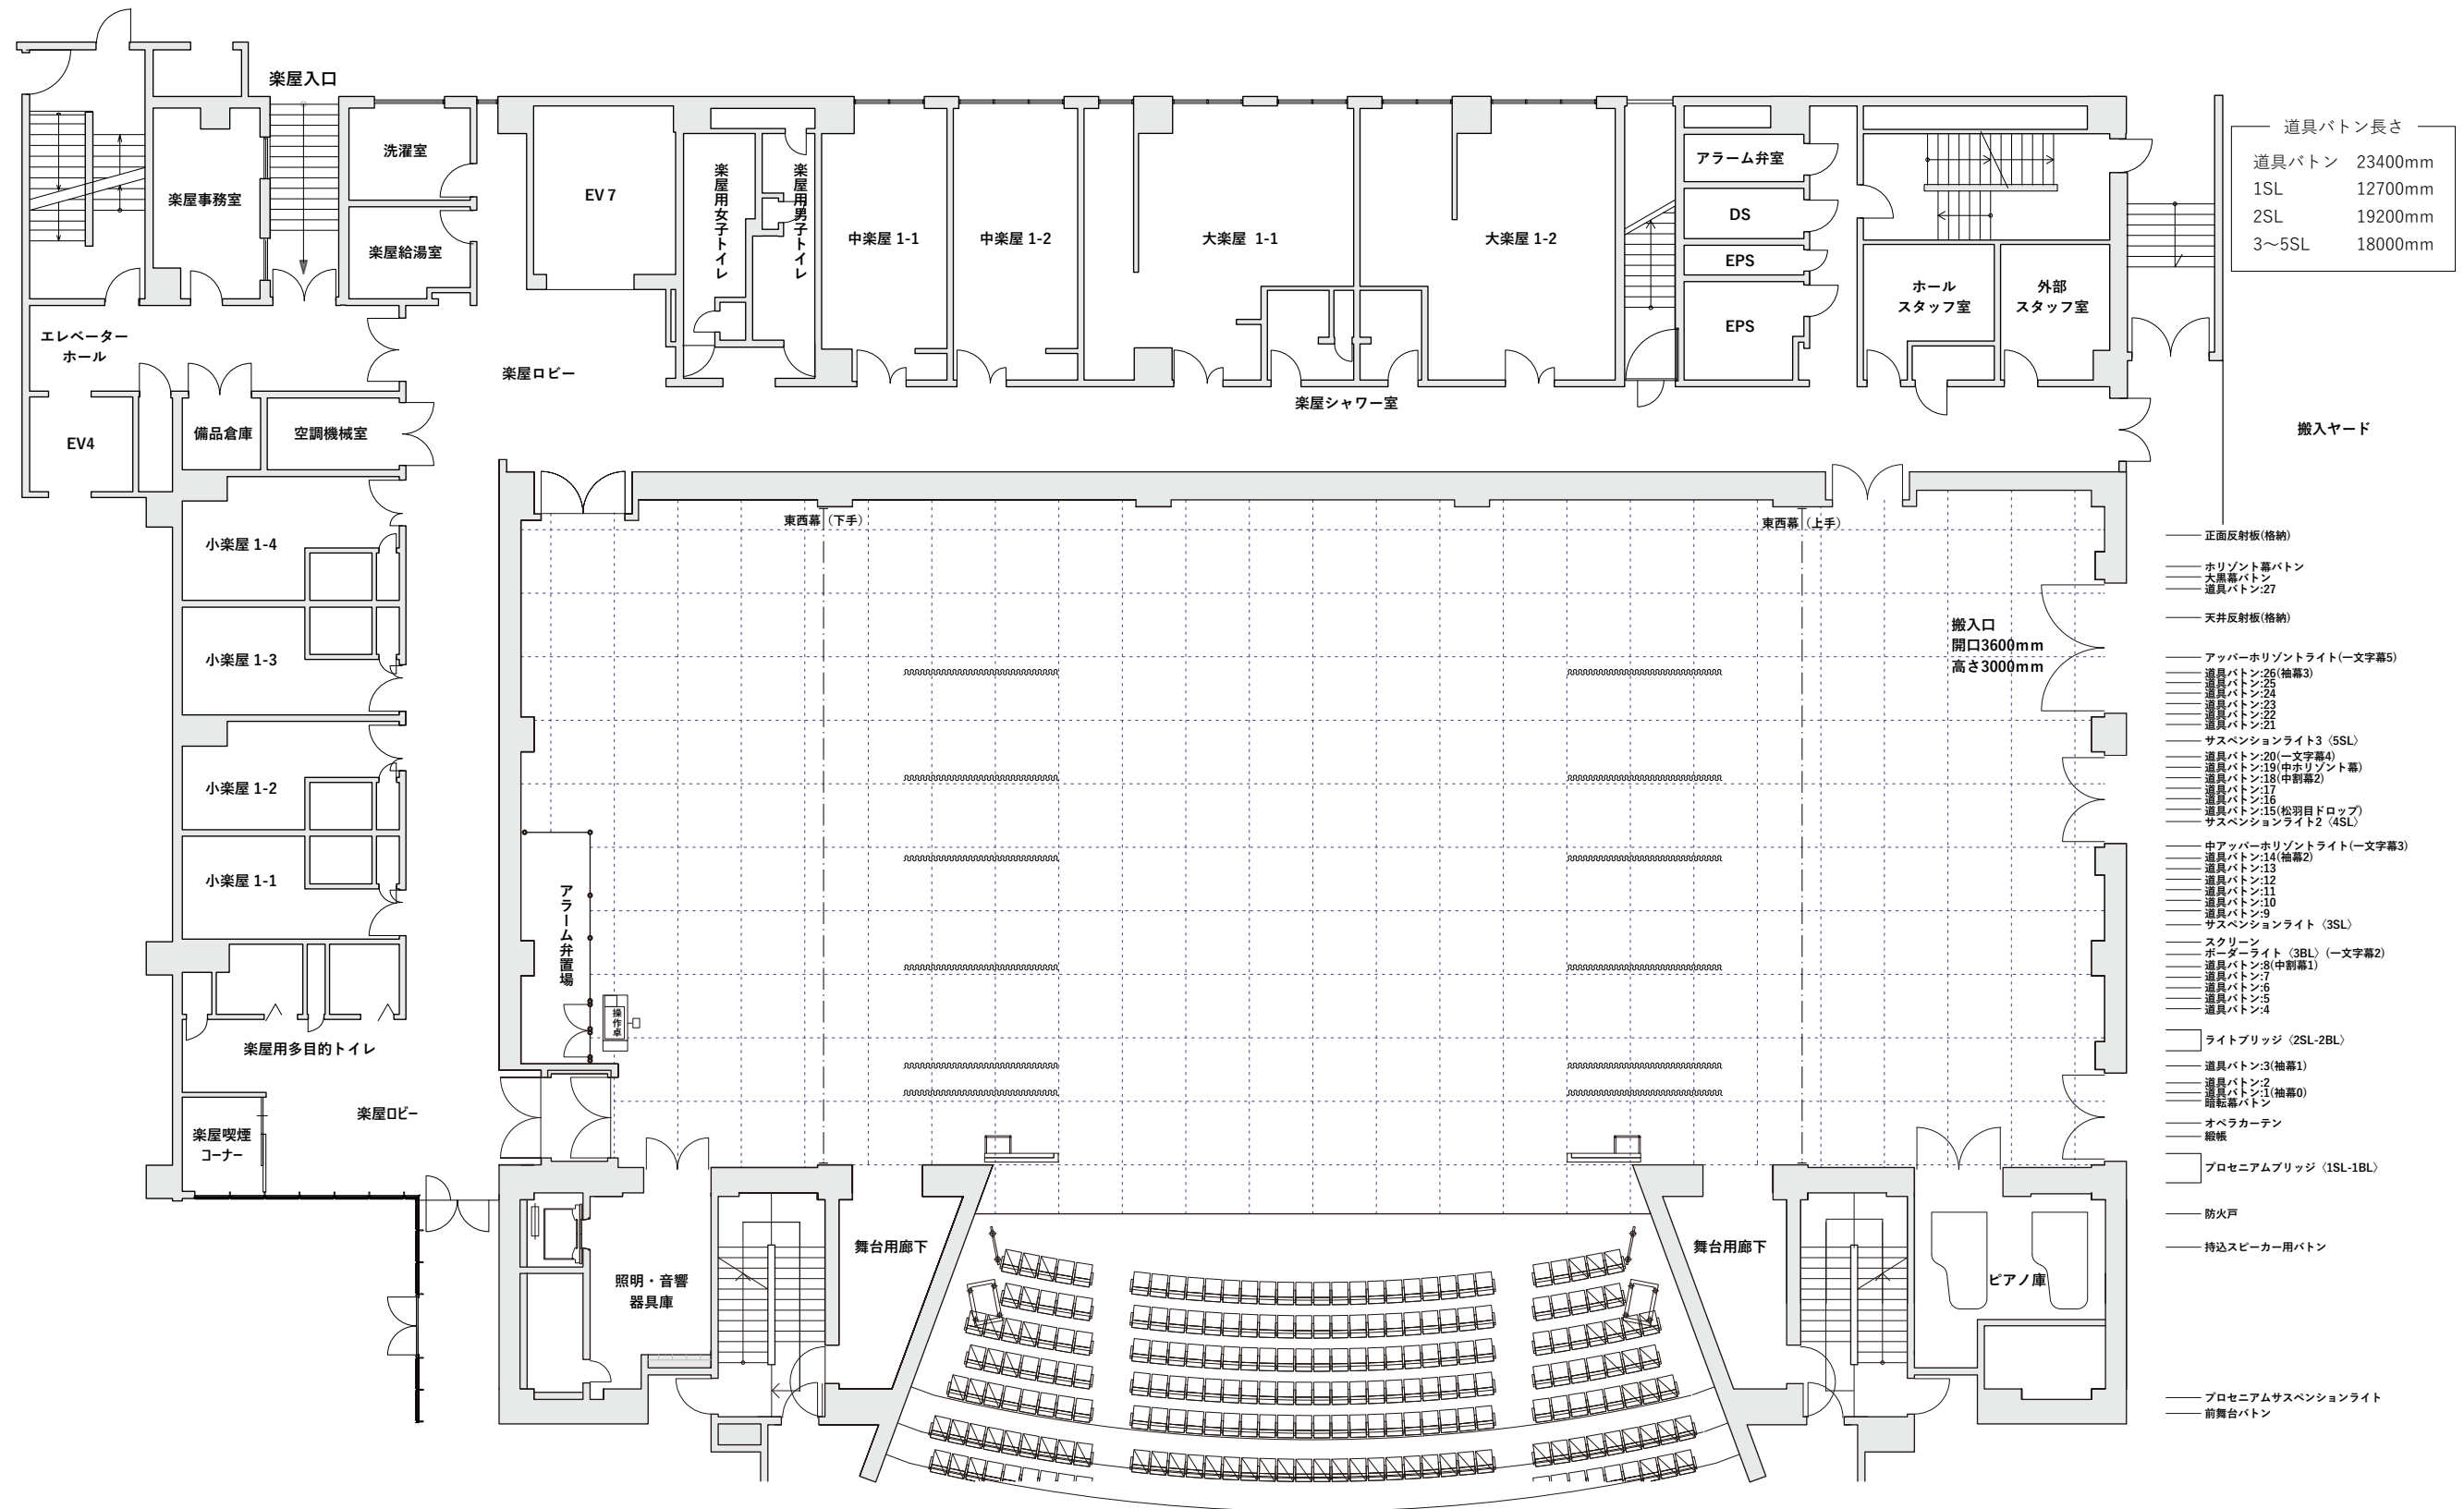 楽屋入口
洗濯室
楽屋事務室
楽屋給湯室
EV 7
楽屋用女子トイレ
楽屋用男子トイレ
中楽屋 1-1
中楽屋 1-2
大楽屋 1-1
大楽屋 1-2
アラーム弁室
DS
EPS
EPS
ホール
スタッフ室
外部
スタッフ室
道具バトン長さ
道具バトン 23400mm
1SL 12700mm
2SL 19200mm
3〜5SL 18000mm
エレベーター
ホール
楽屋ロビー
楽屋シャワー室
EV4
備品倉庫
空調機械室
搬入ヤード
東西幕（下手）
東西幕（上手）
小楽屋 1-4
小楽屋 1-3
小楽屋 1-2
小楽屋 1-1
搬入口
開口3600mm
高さ3000mm
アラーム弁置場
操作卓
楽屋用多目的トイレ
楽屋ロビー
楽屋喫煙
コーナー
照明・音響
器具庫
舞台用廊下
舞台用廊下
ピアノ庫
正面反射板(格納)
ホリゾント幕バトン
大黒幕バトン
道具バトン:27
天井反射板(格納)
アッパーホリゾントライト(一文字幕5)
道具バトン:26(袖幕3)
道具バトン:25
道具バトン:24
道具バトン:23
道具バトン:22
道具バトン:21
サスペンションライト3〈5SL〉
道具バトン:20(一文字幕4)
道具バトン:19(中ホリゾント幕)
道具バトン:18(中割幕2)
道具バトン:17
道具バトン:16
道具バトン:15(松羽目ドロップ)
サスペンションライト2〈4SL〉
中アッパーホリゾントライト(一文字幕3)
道具バトン:14(袖幕2)
道具バトン:13
道具バトン:12
道具バトン:11
道具バトン:10
道具バトン:9
サスペンションライト〈3SL〉
スクリーン
ボーダーライト〈3BL〉(一文字幕2)
道具バトン:8(中割幕1)
道具バトン:7
道具バトン:6
道具バトン:5
道具バトン:4
ライトブリッジ〈2SL-2BL〉
道具バトン:3(袖幕1)
道具バトン:2
道具バトン:1(袖幕0)
暗転幕バトン
オペラカーテン
緞帳
プロセニアムブリッジ〈1SL-1BL〉
防火戸
持込スピーカー用バトン
プロセニアムサスペンションライト
前舞台バトン